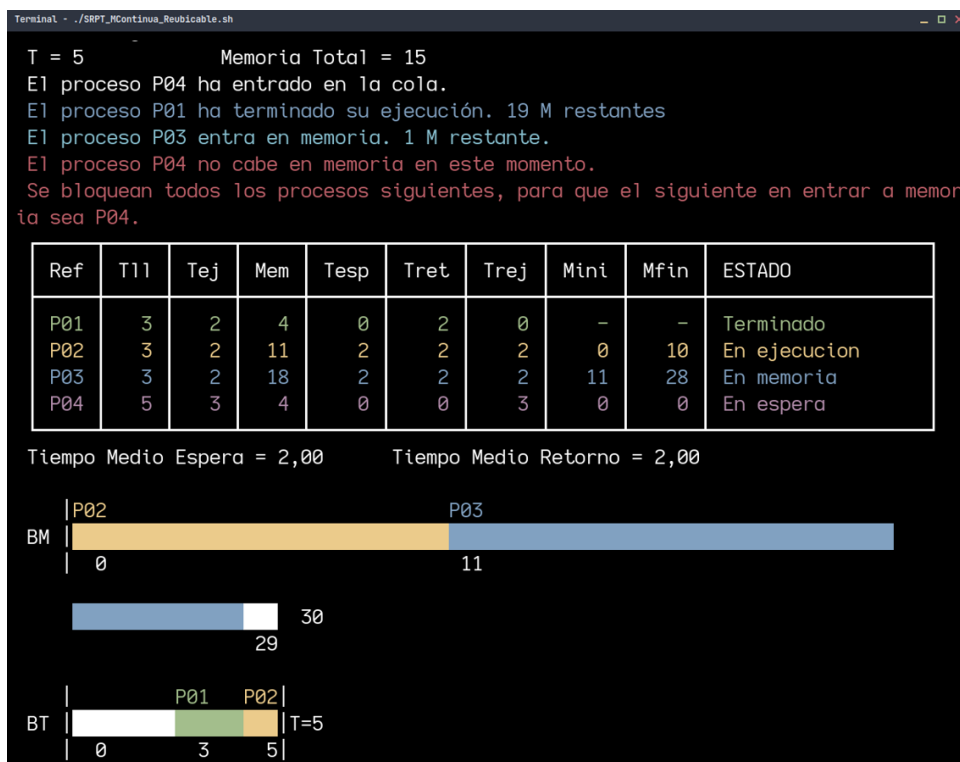 Terminal - ./SRPT_MContinua_Reubicable.sh
T = 5 Memoria Total = 15
El proceso P04 ha entrado en la cola.
El proceso P01 ha terminado su ejecución. 19 M restantes
El proceso P03 entra en memoria. 1 M restante.
El proceso P04 no cabe en memoria en este momento.
Se bloquean todos los procesos siguientes, para que el siguiente en entrar a memor
ia sea P04.
Ref Tll Tej Mem Tesp Tret Trej Mini Mfin ESTADO
P01 3 2 4 0 2 0 - - Terminado
P02 3 2 11 2 2 2 0 10 En ejecucion
P03 3 2 18 2 2 2 11 28 En memoria
P04 5 3 4 0 0 3 0 0 En espera
Tiempo Medio Espera = 2,00 Tiempo Medio Retorno = 2,00
|P02 P03
BM |
| 0 11
30
29
| P01 P02|
BT | |T=5
| 0 3 5|